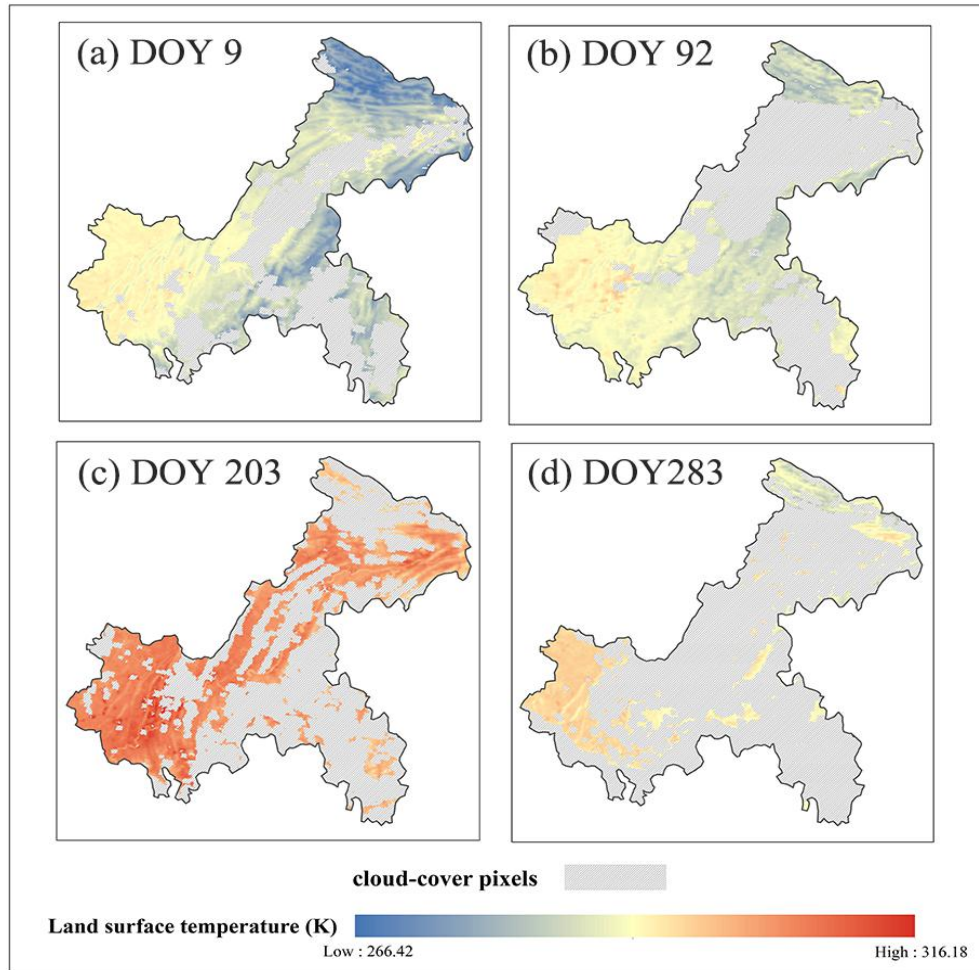 (a) DOY 9
(b) DOY 92
(c) DOY 203
(d) DOY283
cloud-cover pixels
Land surface temperature (K)
Low : 266.42
High : 316.18